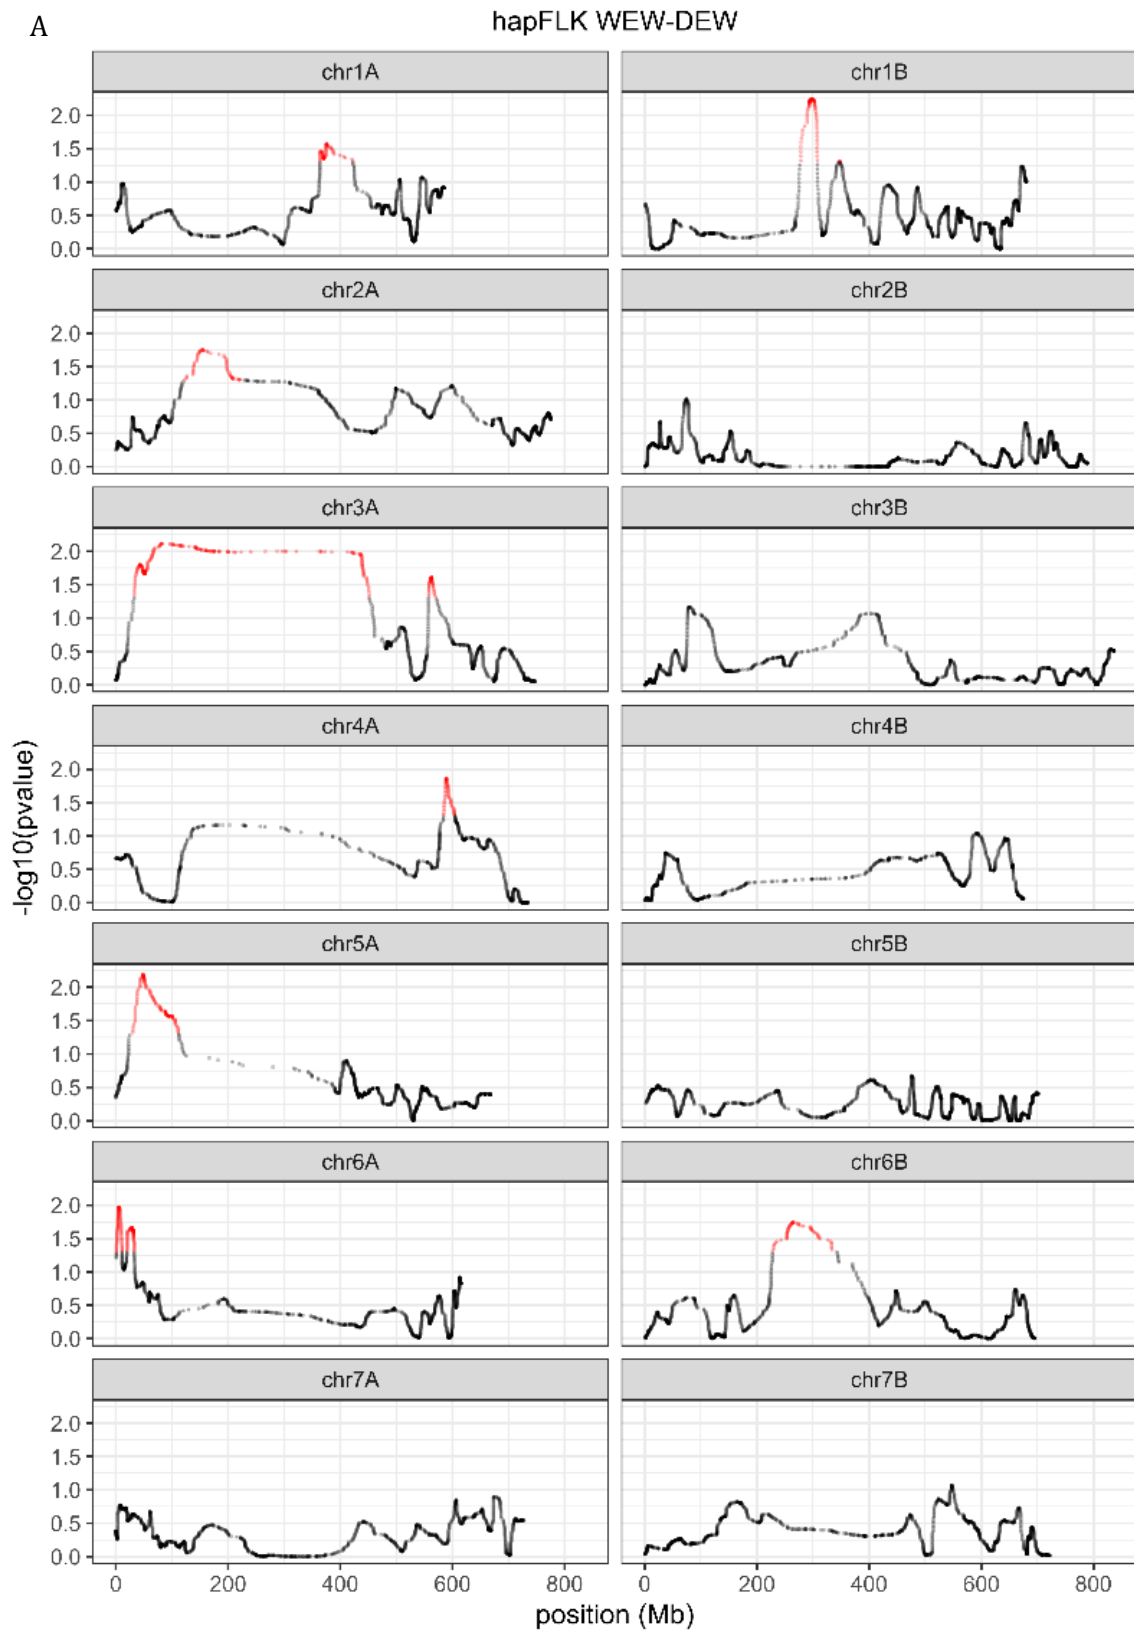 A
hapFLK WEW-DEW
chr1A chr1B
2.0
1.5
1.0
0.5
0.0
chr2A chr2B
2.0
1.5
1.0
0.5
0.0
chr3A chr3B
2.0
1.5
1.0
0.5
0.0
chr4A chr4B
2.0
1.5
1.0
0.5
0.0
-log10(pvalue)
chr5A chr5B
2.0
1.5
1.0
0.5
0.0
chr6A chr6B
2.0
1.5
1.0
0.5
0.0
chr7A chr7B
2.0
1.5
1.0
0.5
0.0
0 200 400 600 800 0 200 400 600 800
position (Mb)